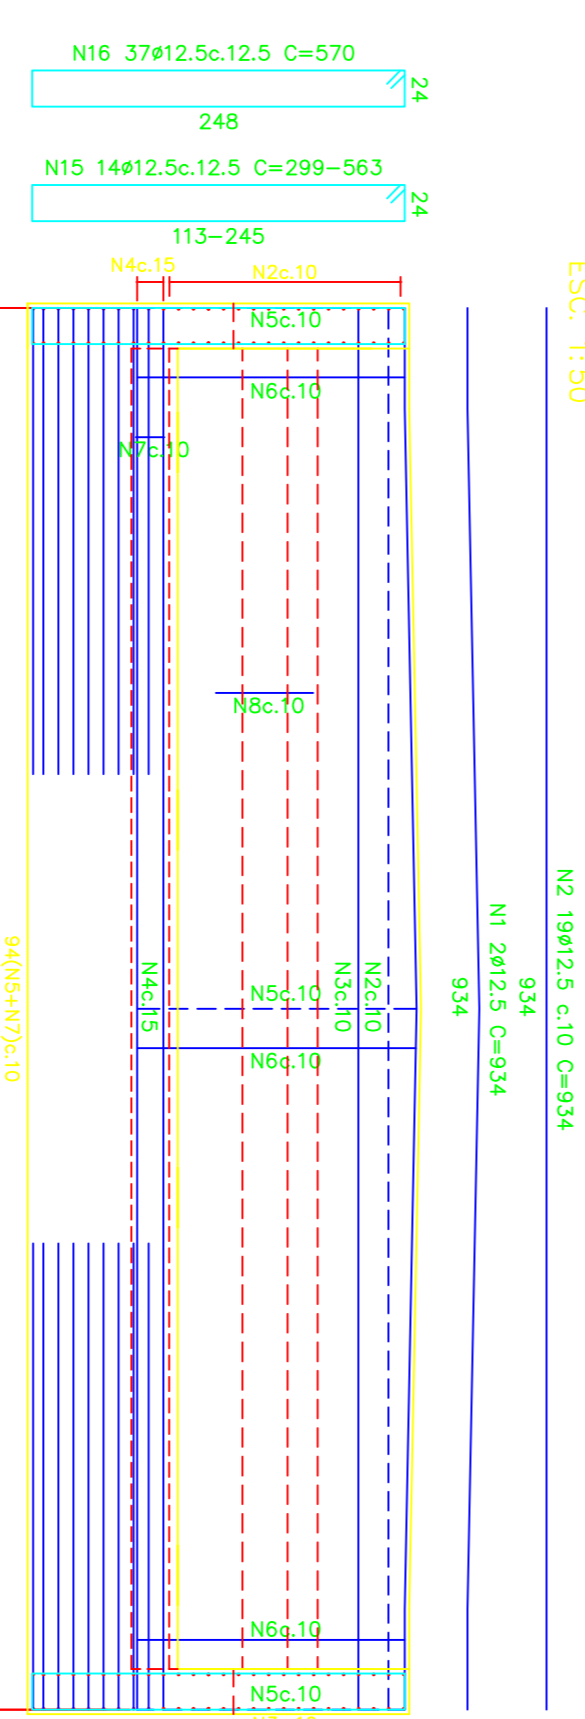 N16 37ø12.5c.12.5 C=570
24
248
N15 14ø12.5c.12.5 C=299-563
24
113-245
N4c.15
N2c.10
ESC. 1:50
N5c.10
N6c.10
N7c.10
N8c.10
N2 19ø12.5 c.10 C=934
934
N1 2ø12.5 C=934
934
N2c.10
N3c.10
N4c.15
N5c.10
N6c.10
94(N5+N7)c.10
N6c.10
N5c.10